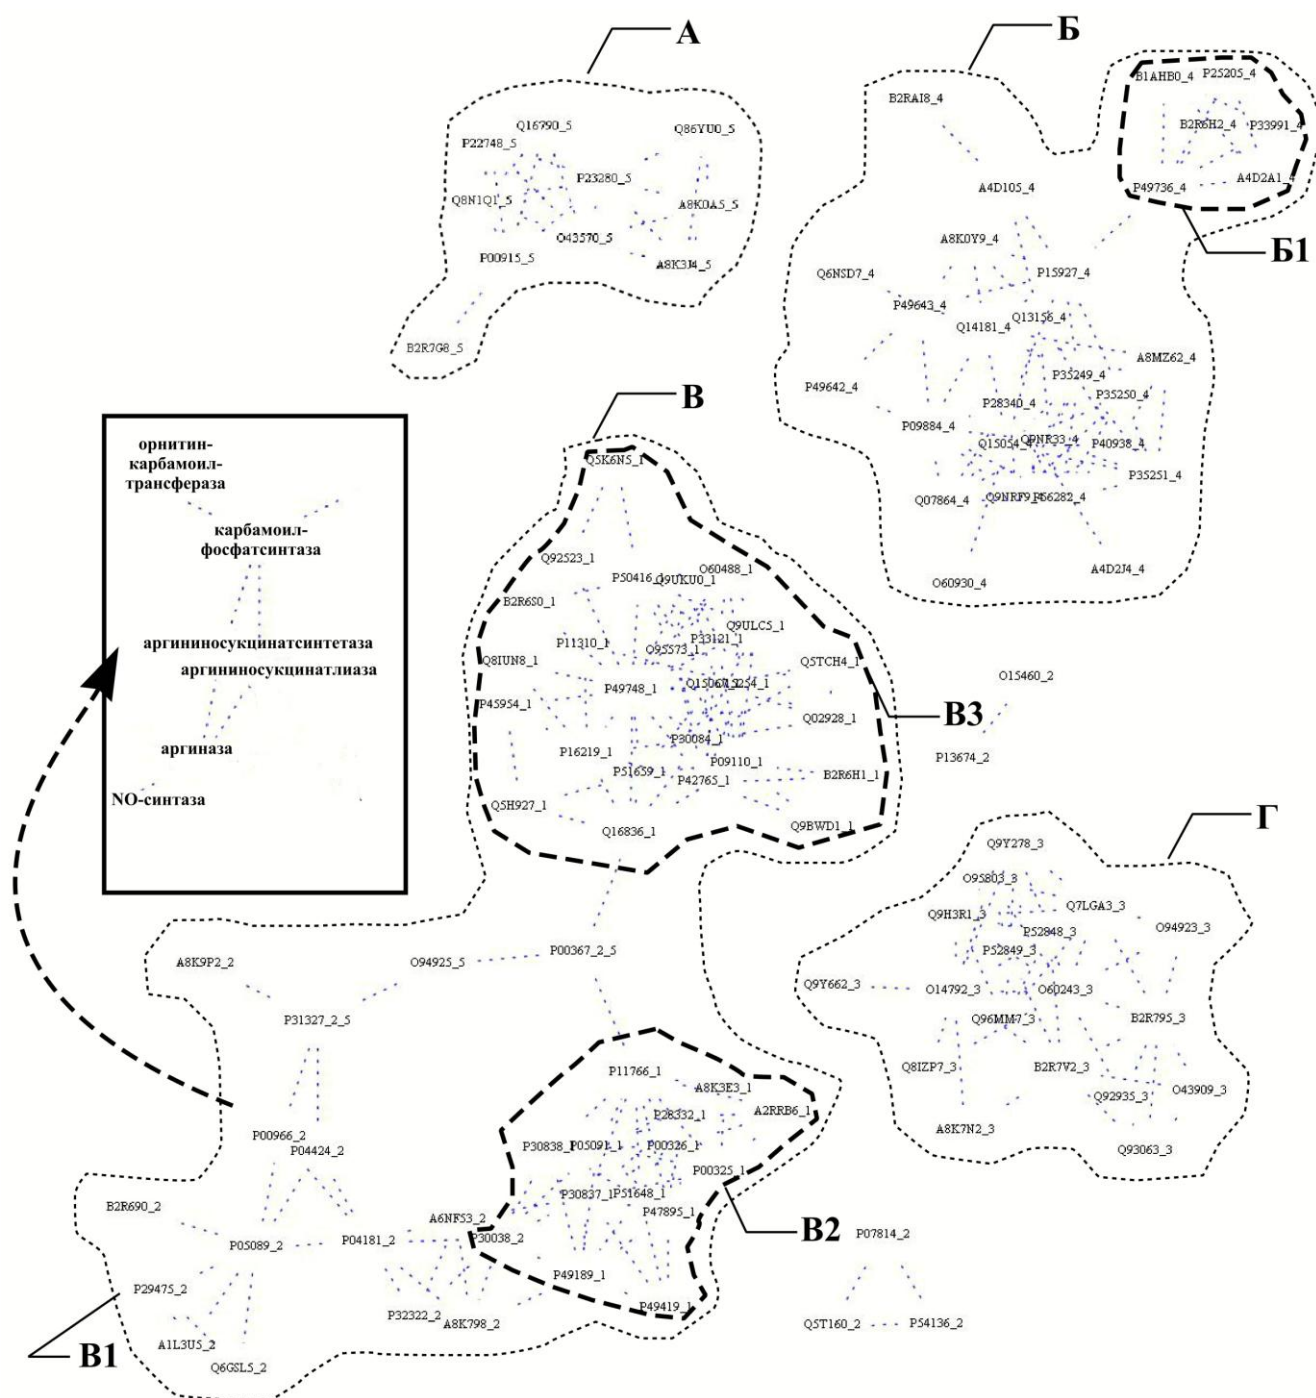 А
Q16790_5
P22748_5
Q86YU0_5
P23280_5
Q8N1Q1_5
A8K0A5_5
O43570_5
P00915_5
A8K3J4_5
B2R7G8_5
Б
B2RAI8_4
B1AHB0_4
P25205_4
B2R6H2_4
P33991_4
P49736_4
A4D2A1_4
Б1
A4D105_4
A8K0Y9_4
Q6NSD7_4
P15927_4
P49643_4
Q14181_4
Q13156_4
A8MZ62_4
P49642_4
P35249_4
P35250_4
P28340_4
P09884_4
Q15054_4
P40938_4
P35251_4
Q07864_4
Q9NRF9_4
P56282_4
O60930_4
A4D2J4_4
орнитин-
карбамоил-
трансфераза
карбамоил-
фосфатсинтаза
аргининосукцинатсинтетаза
аргининосукцинатлиаза
аргиназа
NO-синтаза
В
Q5K6N5_1
Q92523_1
P50416_1
Q9UKU0_1
O60488_1
B2R6S0_1
Q9ULC5_1
P11310_1
O95573_1
P33121_1
Q8IUN8_1
Q5TCH4_1
P49748_1
P45954_1
Q02928_1
P16219_1
P30084_1
P51659_1
P09110_1
P42765_1
B2R6H1_1
Q5H927_1
Q16836_1
Q9BWD1_1
В3
O15460_2
P13674_2
Г
Q9Y278_3
O95803_3
Q7LGA3_3
Q9H3R1_3
P52848_3
O94923_3
P52849_3
Q9Y662_3
O14792_3
O60243_3
Q96MM7_3
B2R795_3
Q8IZP7_3
B2R7V2_3
Q92935_3
O43909_3
A8K7N2_3
Q93063_3
P00367_2_5
A8K9P2_2
O94925_5
P31327_2_5
P00966_2
P04424_2
B2R690_2
P05089_2
P04181_2
A6NF53_2
P30038_2
P29475_2
P32322_2
A8K798_2
A1L3U5_2
Q6GSL5_2
В1
P11766_1
A8K3E3_1
P28332_1
A2RRB6_1
P30838_1
P05091_1
P00326_1
P00325_1
P30837_1
P51648_1
P47895_1
P49189_1
P49419_1
В2
P07814_2
Q5T160_2
P54136_2